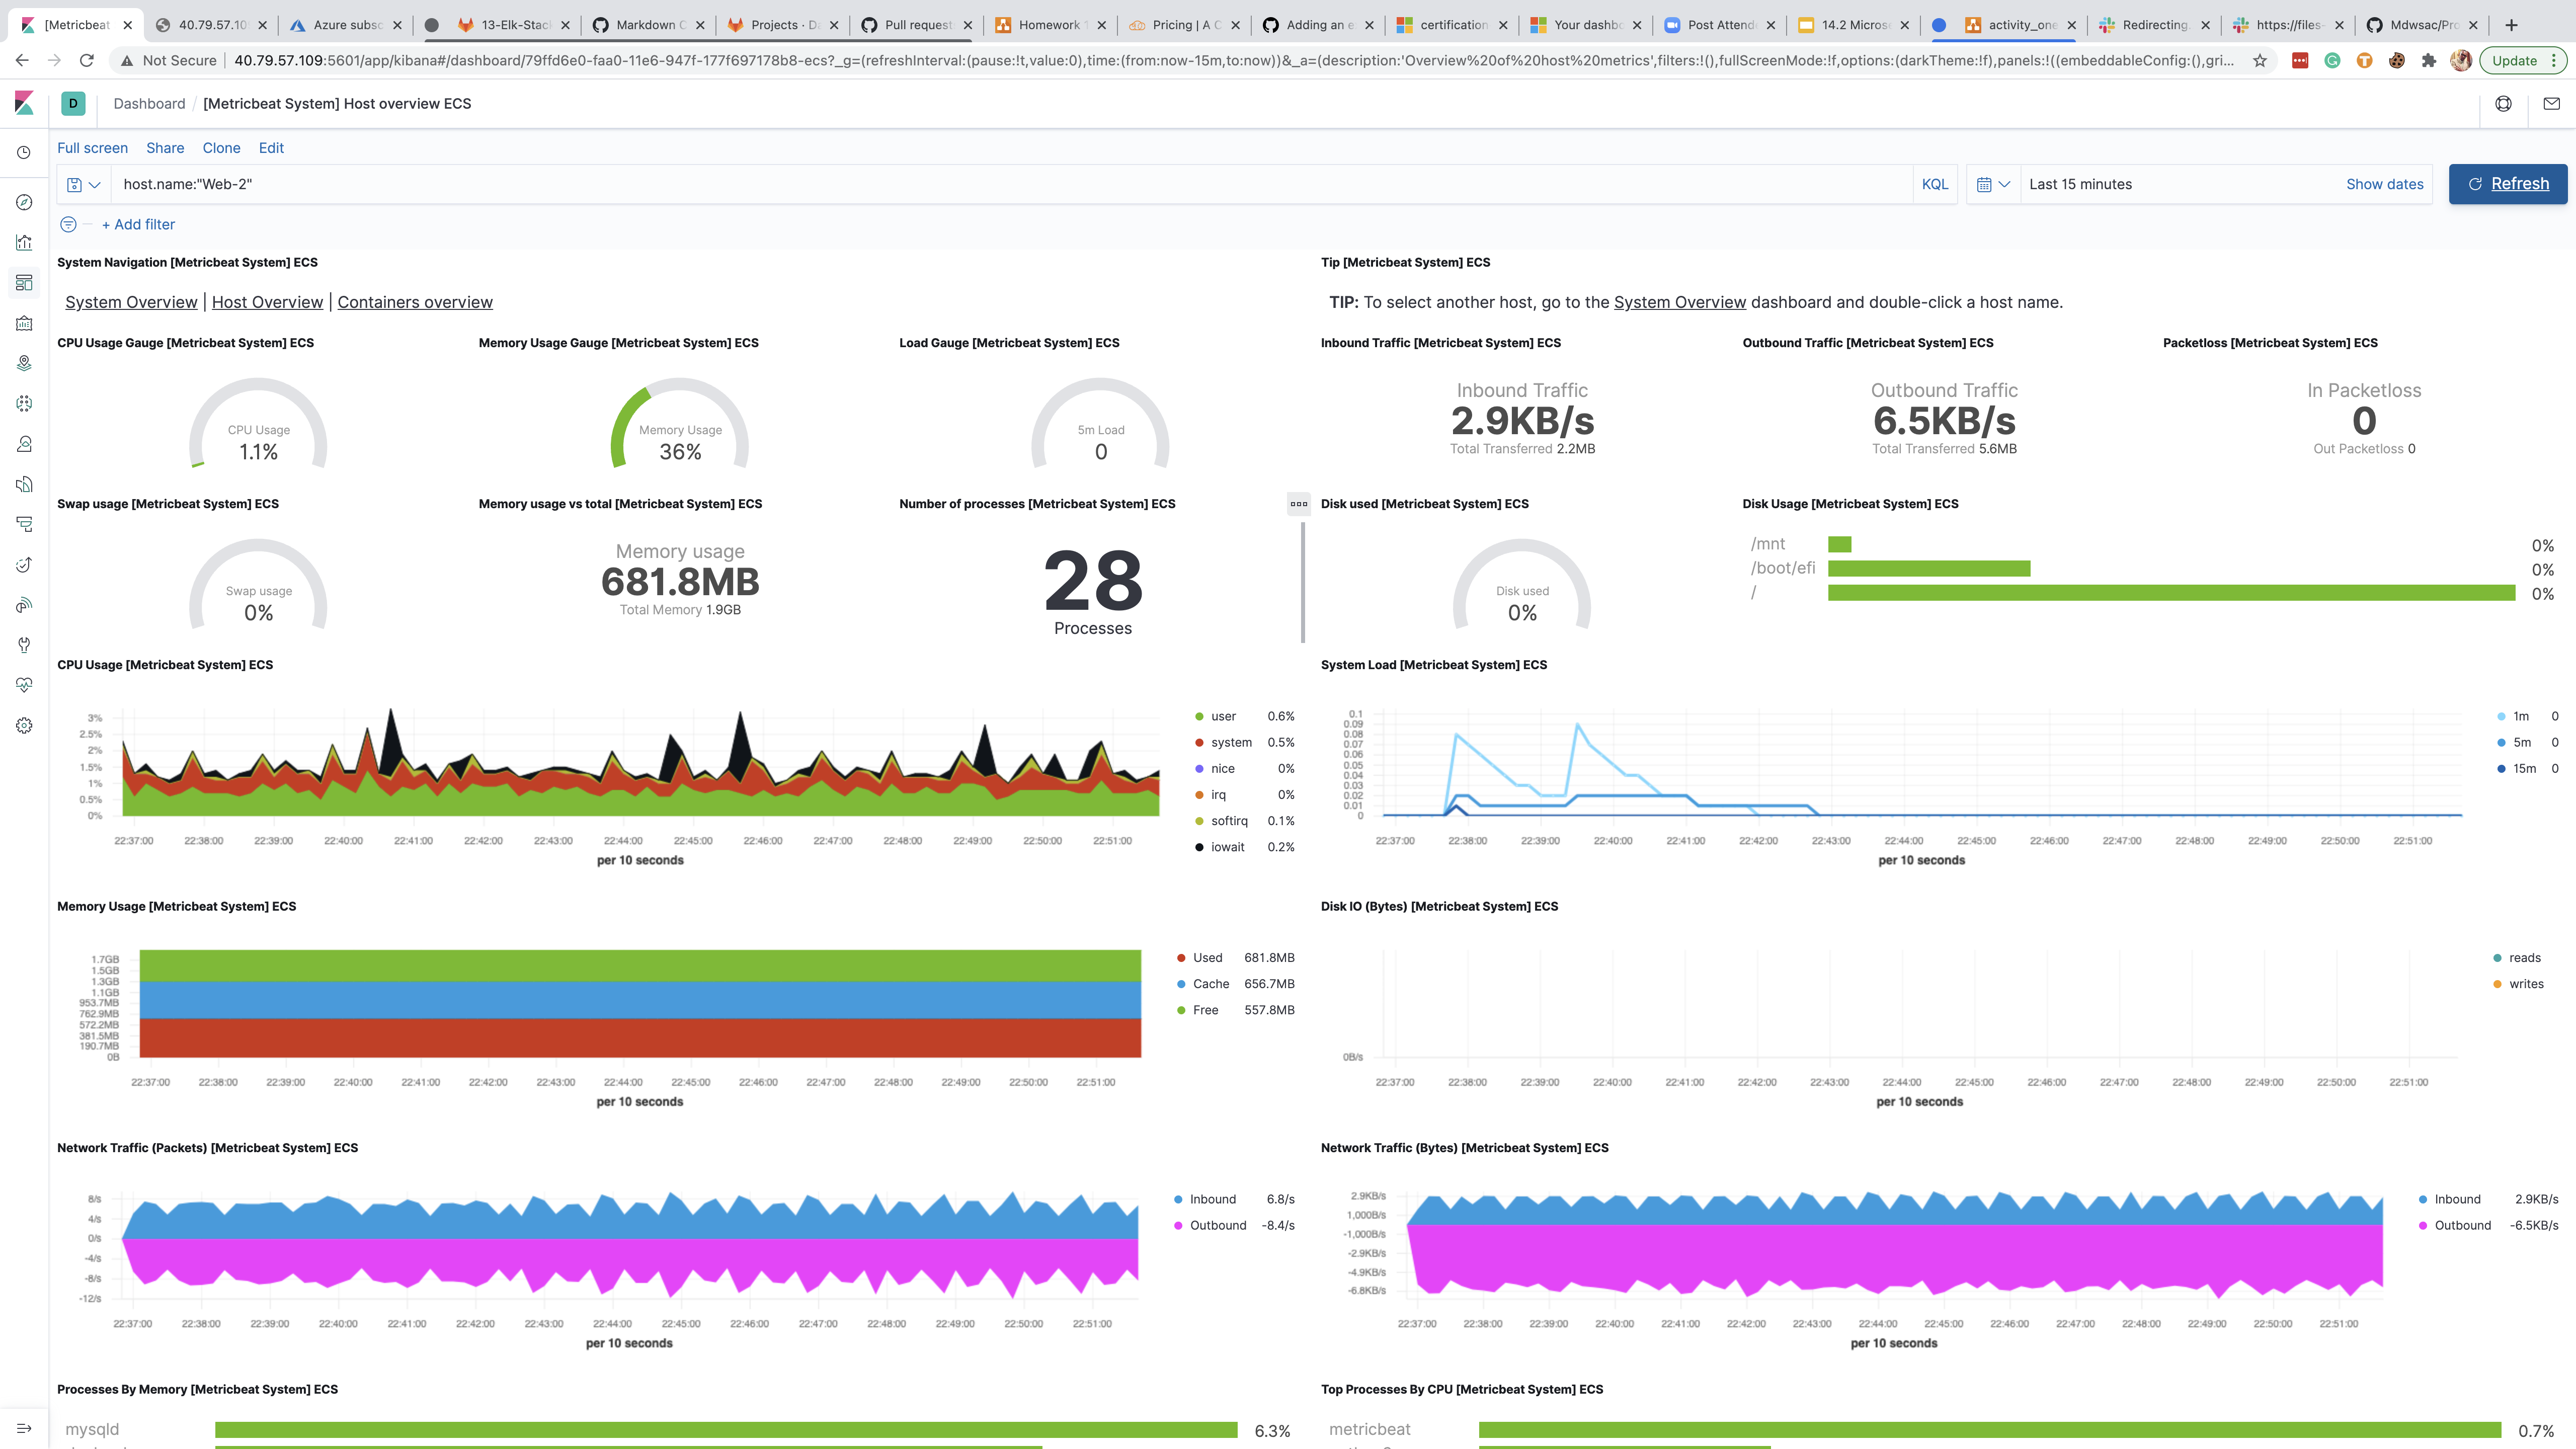 [Metricbeat
40.79.57.10
Azure subsc
13-Elk-Stac
Markdown C
Projects · Da
Pull request
Homework 1
Pricing | A C
Adding an e
certification
Your dashbo
Post Attende
14.2 Micros
activity_one
Redirecting
https://files-
Mdwsac/Pro
Not Secure | 40.79.57.109:5601/app/kibana#/dashboard/79ffd6e0-faa0-11e6-947f-177f697178b8-ecs?_g=(refreshInterval:(pause:!t,value:0),time:(from:now-15m,to:now))&_a=(description:'Overview%20of%20host%20metrics',filters:!(),fullScreenMode:!f,options:(darkTheme:!f),panels:!((embeddableConfig:(),gri...
Update
D
Dashboard / [Metricbeat System] Host overview ECS
Full screen Share Clone Edit
host.name:"Web-2"
KQL
Last 15 minutes
Show dates
Refresh
+ Add filter
System Navigation [Metricbeat System] ECS
System Overview | Host Overview | Containers overview
Tip [Metricbeat System] ECS
TIP: To select another host, go to the System Overview dashboard and double-click a host name.
CPU Usage Gauge [Metricbeat System] ECS
CPU Usage
1.1%
Memory Usage Gauge [Metricbeat System] ECS
Memory Usage
36%
Load Gauge [Metricbeat System] ECS
5m Load
0
Inbound Traffic [Metricbeat System] ECS
Inbound Traffic
2.9KB/s
Total Transferred 2.2MB
Outbound Traffic [Metricbeat System] ECS
Outbound Traffic
6.5KB/s
Total Transferred 5.6MB
Packetloss [Metricbeat System] ECS
In Packetloss
0
Out Packetloss 0
Swap usage [Metricbeat System] ECS
Swap usage
0%
Memory usage vs total [Metricbeat System] ECS
Memory usage
681.8MB
Total Memory 1.9GB
Number of processes [Metricbeat System] ECS
28
Processes
Disk used [Metricbeat System] ECS
Disk used
0%
Disk Usage [Metricbeat System] ECS
/mnt 0%
/boot/efi 0%
/ 0%
CPU Usage [Metricbeat System] ECS
3%
2.5%
2%
1.5%
1%
0.5%
0%
22:37:00 22:38:00 22:39:00 22:40:00 22:41:00 22:42:00 22:43:00 22:44:00 22:45:00 22:46:00 22:47:00 22:48:00 22:49:00 22:50:00 22:51:00
per 10 seconds
user 0.6%
system 0.5%
nice 0%
irq 0%
softirq 0.1%
iowait 0.2%
System Load [Metricbeat System] ECS
0.1
0.09
0.08
0.07
0.06
0.05
0.04
0.03
0.02
0.01
0
22:37:00 22:38:00 22:39:00 22:40:00 22:41:00 22:42:00 22:43:00 22:44:00 22:45:00 22:46:00 22:47:00 22:48:00 22:49:00 22:50:00 22:51:00
per 10 seconds
1m 0
5m 0
15m 0
Memory Usage [Metricbeat System] ECS
1.7GB
1.5GB
1.3GB
1.1GB
953.7MB
762.9MB
572.2MB
381.5MB
190.7MB
0B
22:37:00 22:38:00 22:39:00 22:40:00 22:41:00 22:42:00 22:43:00 22:44:00 22:45:00 22:46:00 22:47:00 22:48:00 22:49:00 22:50:00 22:51:00
per 10 seconds
Used 681.8MB
Cache 656.7MB
Free 557.8MB
Disk IO (Bytes) [Metricbeat System] ECS
0B/s
22:37:00 22:38:00 22:39:00 22:40:00 22:41:00 22:42:00 22:43:00 22:44:00 22:45:00 22:46:00 22:47:00 22:48:00 22:49:00 22:50:00 22:51:00
per 10 seconds
reads
writes
Network Traffic (Packets) [Metricbeat System] ECS
8/s
4/s
0/s
-4/s
-8/s
-12/s
22:37:00 22:38:00 22:39:00 22:40:00 22:41:00 22:42:00 22:43:00 22:44:00 22:45:00 22:46:00 22:47:00 22:48:00 22:49:00 22:50:00 22:51:00
per 10 seconds
Inbound 6.8/s
Outbound -8.4/s
Network Traffic (Bytes) [Metricbeat System] ECS
2.9KB/s
1,000B/s
-1,000B/s
-2.9KB/s
-4.9KB/s
-6.8KB/s
22:37:00 22:38:00 22:39:00 22:40:00 22:41:00 22:42:00 22:43:00 22:44:00 22:45:00 22:46:00 22:47:00 22:48:00 22:49:00 22:50:00 22:51:00
per 10 seconds
Inbound 2.9KB/s
Outbound -6.5KB/s
Processes By Memory [Metricbeat System] ECS
mysqld 6.3%
Top Processes By CPU [Metricbeat System] ECS
metricbeat 0.7%